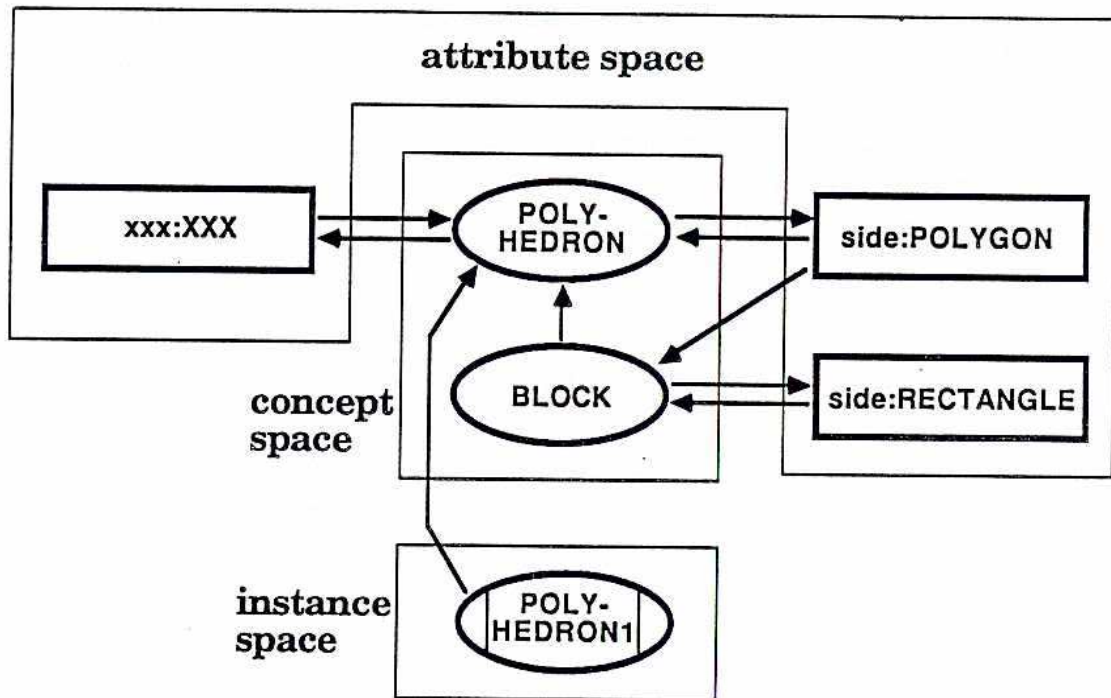 attribute space
xxx:XXX
POLY-
HEDRON
side:POLYGON
BLOCK
side:RECTANGLE
concept
space
instance
space
POLY-
HEDRON1